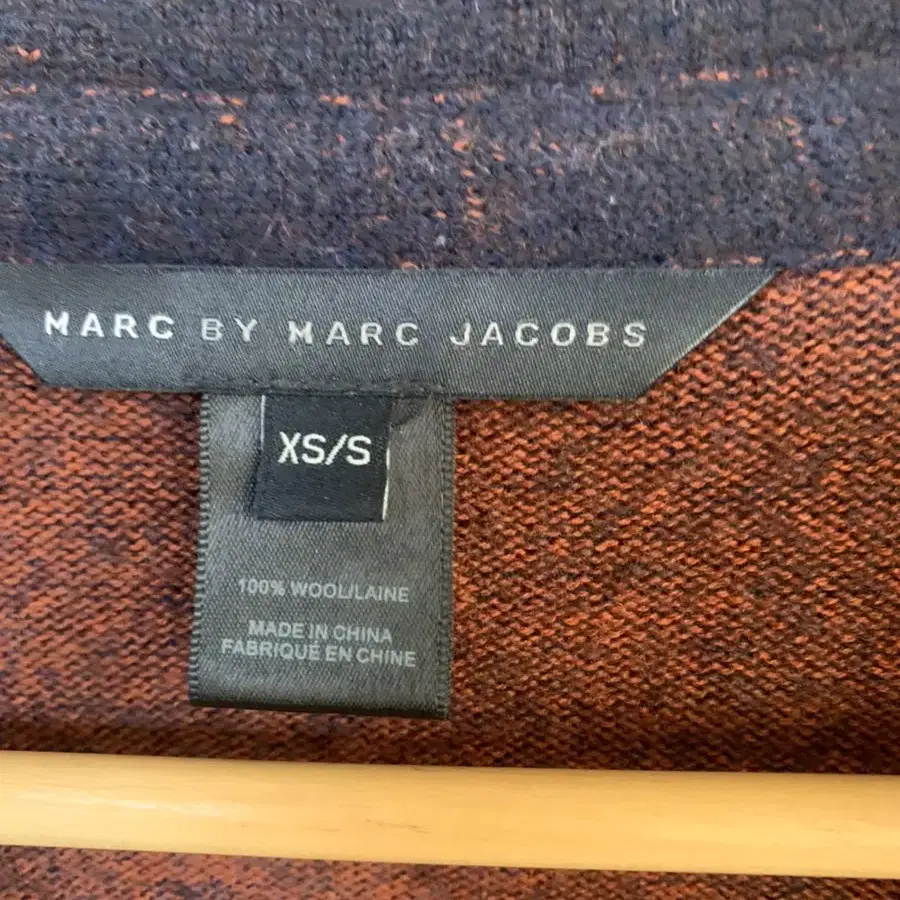 MARC BY MARC JACOBS
XS/S
100% WOOL/LAINE
MADE IN CHINA
FABRIQUÉ EN CHINE